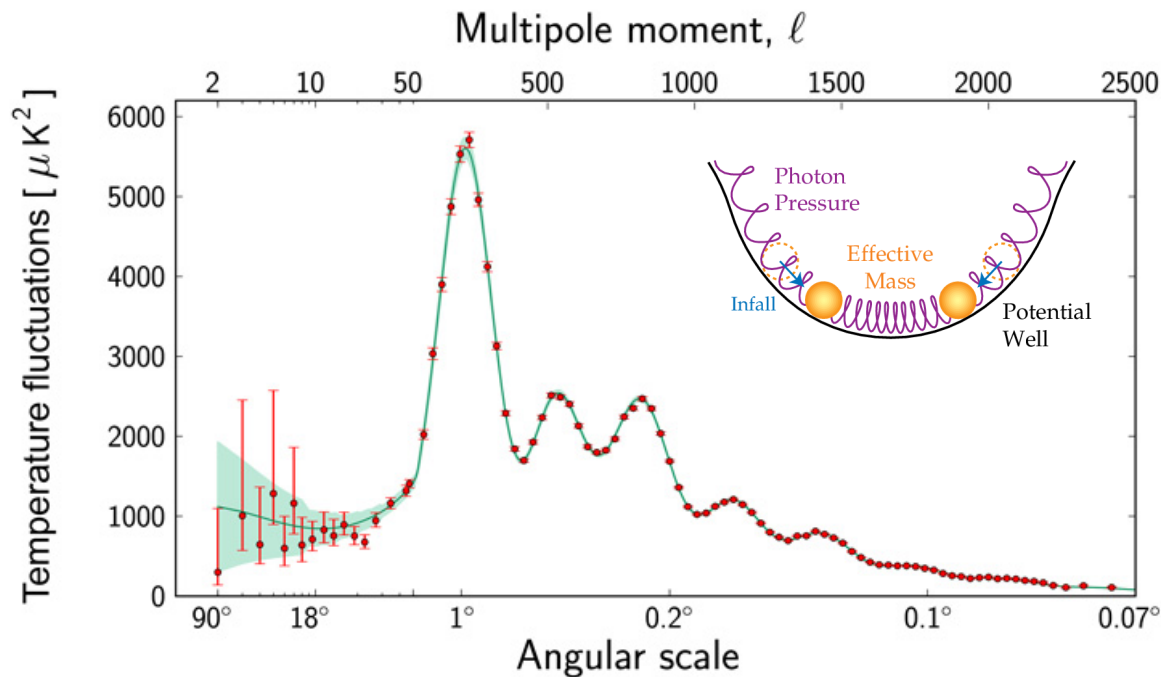 Multipole moment, ℓ
2 10 50 500 1000 1500 2000 2500
Temperature fluctuations [ μ K² ]
6000
5000
4000
3000
2000
1000
0
Photon
Pressure
Effective
Mass
Infall
Potential
Well
90° 18° 1° 0.2° 0.1° 0.07°
Angular scale